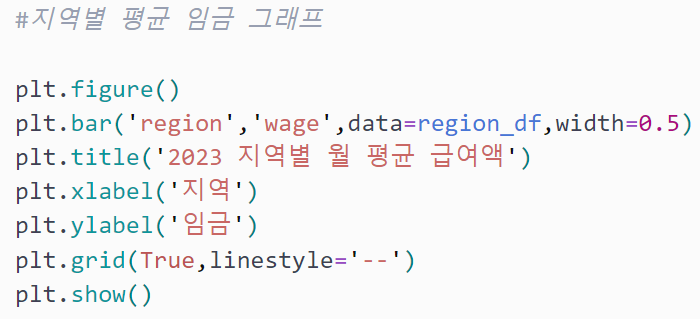 #지역별 평균 임금 그래프
plt.figure()
plt.bar('region','wage',data=region_df,width=0.5)
plt.title('2023 지역별 월 평균 급여액')
plt.xlabel('지역')
plt.ylabel('임금')
plt.grid(True,linestyle='--')
plt.show()